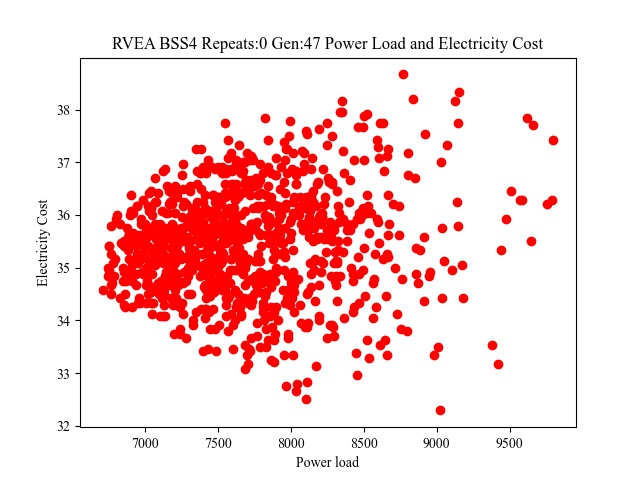 RVEA BSS4 Repeats:0 Gen:47 Power Load and Electricity Cost
38
37
36
35
34
33
32
Electricity Cost
7000 7500 8000 8500 9000 9500
Power load